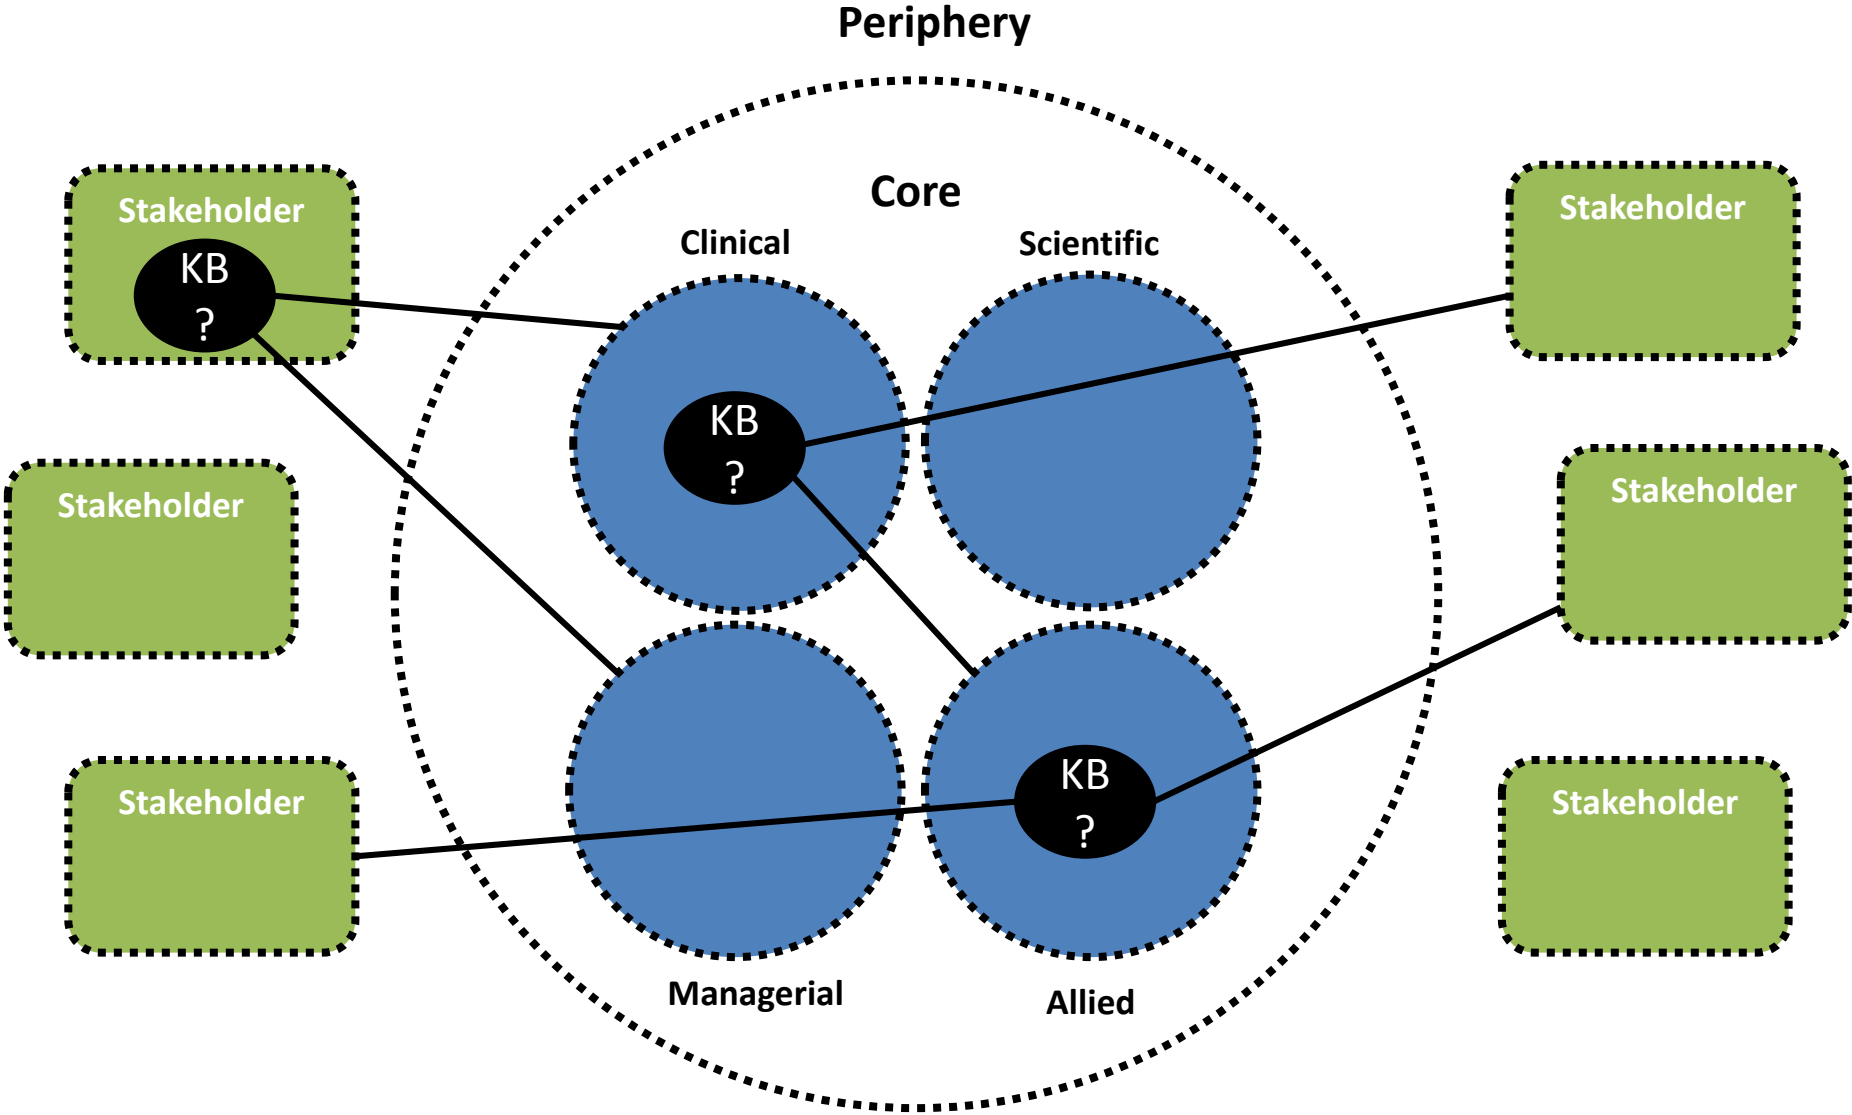 Periphery
Core
Clinical
Scientific
Stakeholder
KB
?
Stakeholder
KB
?
Stakeholder
Stakeholder
Stakeholder
KB
?
Stakeholder
Managerial
Allied